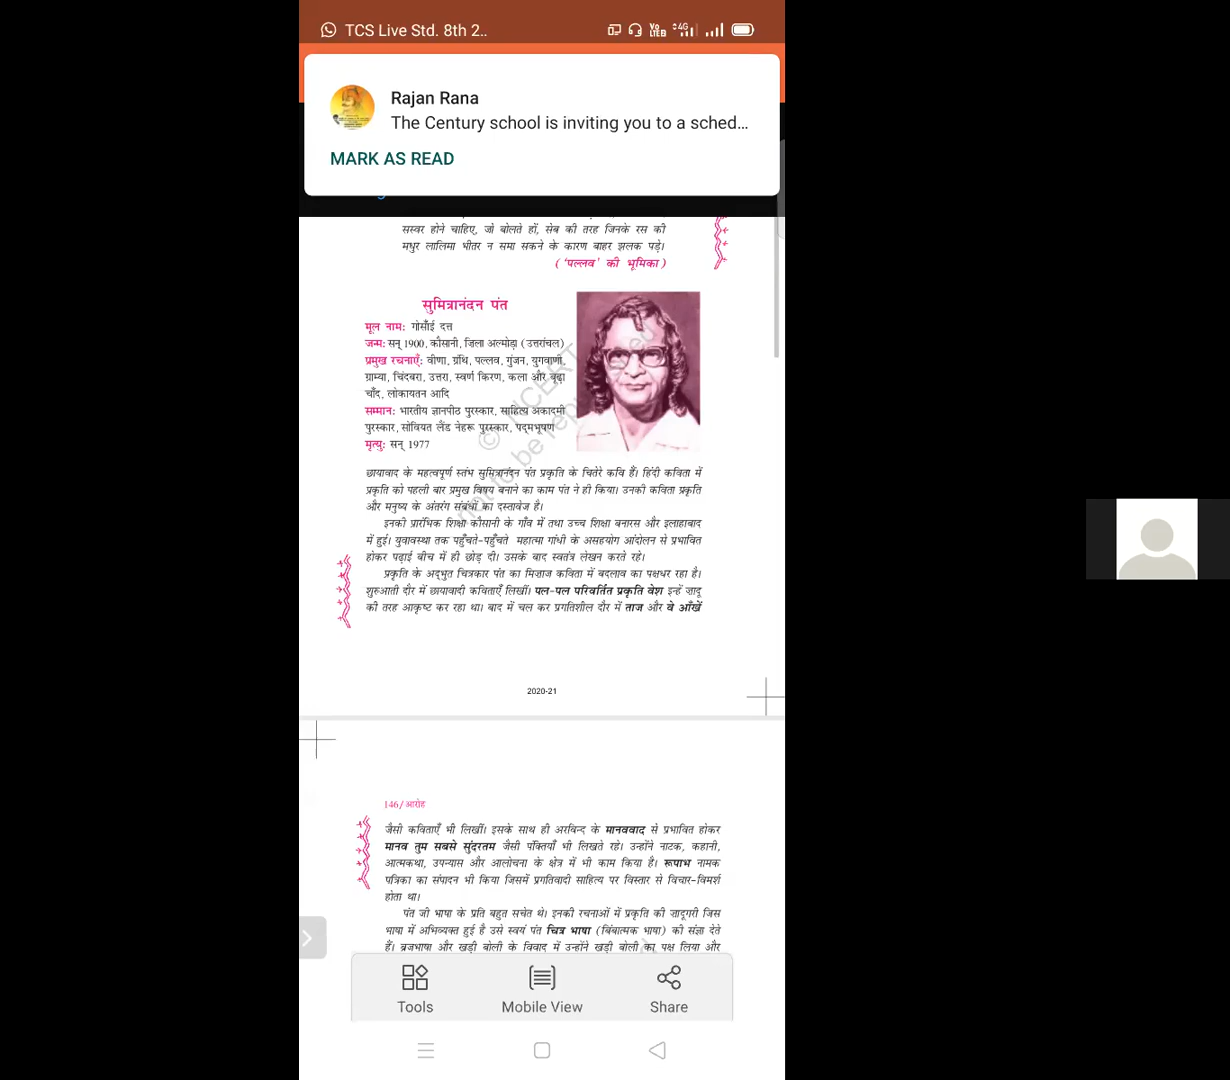 TCS Live Std. 8th 2..
Rajan Rana
The Century school is inviting you to a sched...
MARK AS READ
सस्वर होने चाहिए, जो बोलते हों, सेब की तरह जिनके रस की
मधुर लालिमा भीतर न समा सकने के कारण बाहर झलक पड़े।
('पल्लव' की भूमिका)
सुमित्रानंदन पंत
मूल नामः गोसाँई दत्त
जन्मः सन् 1900, कौसानी, जिला अल्मोड़ा (उत्तरांचल)
प्रमुख रचनाएँः वीणा, ग्रंथि, पल्लव, गुंजन, युगवाणी,
ग्राम्या, चिंदबरा, उत्तरा, स्वर्ण किरण, कला और बूढ़ा
चाँद, लोकायतन आदि
सम्मानः भारतीय ज्ञानपीठ पुरस्कार, साहित्य अकादमी
पुरस्कार, सोवियत लैंड नेहरू पुरस्कार, पद्मभूषण
मृत्युः सन् 1977
© NCERT
not to be repu
छायावाद के महत्वपूर्ण स्तंभ सुमित्रानंदन पंत प्रकृति के चितेरे कवि हैं। हिंदी कविता में
प्रकृति को पहली बार प्रमुख विषय बनाने का काम पंत ने ही किया। उनकी कविता प्रकृति
और मनुष्य के अंतरंग संबंधों का दस्तावेज है।
इनकी प्रारंभिक शिक्षा कौसानी के गाँव में तथा उच्च शिक्षा बनारस और इलाहाबाद
में हुई। युवावस्था तक पहुँचते-पहुँचते महात्मा गांधी के असहयोग आंदोलन से प्रभावित
होकर पढ़ाई बीच में ही छोड़ दी। उसके बाद स्वतंत्र लेखन करते रहे।
प्रकृति के अद्भुत चित्रकार पंत का मिज़ाज कविता में बदलाव का पक्षधर रहा है।
शुरुआती दौर में छायावादी कविताएँ लिखीं। पल-पल परिवर्तित प्रकृति वेश इन्हें जादू
की तरह आकृष्ट कर रहा था। बाद में चल कर प्रगतिशील दौर में ताज और वे आँखें
2020-21
146/आरोह
जैसी कविताएँ भी लिखीं। इसके साथ ही अरविन्द के मानववाद से प्रभावित होकर
मानव तुम सबसे सुंदरतम जैसी पंक्तियाँ भी लिखते रहे। उन्होंने नाटक, कहानी,
आत्मकथा, उपन्यास और आलोचना के क्षेत्र में भी काम किया है। रूपाभ नामक
पत्रिका का संपादन भी किया जिसमें प्रगतिवादी साहित्य पर विस्तार से विचार-विमर्श
होता था।
पंत जी भाषा के प्रति बहुत सचेत थे। इनकी रचनाओं में प्रकृति की जादूगरी जिस
भाषा में अभिव्यक्त हुई है उसे स्वयं पंत चित्र भाषा (बिंबात्मक भाषा) की संज्ञा देते
हैं। ब्रजभाषा और खड़ी बोली के विवाद में उन्होंने खड़ी बोली का पक्ष लिया और
Tools
Mobile View
Share